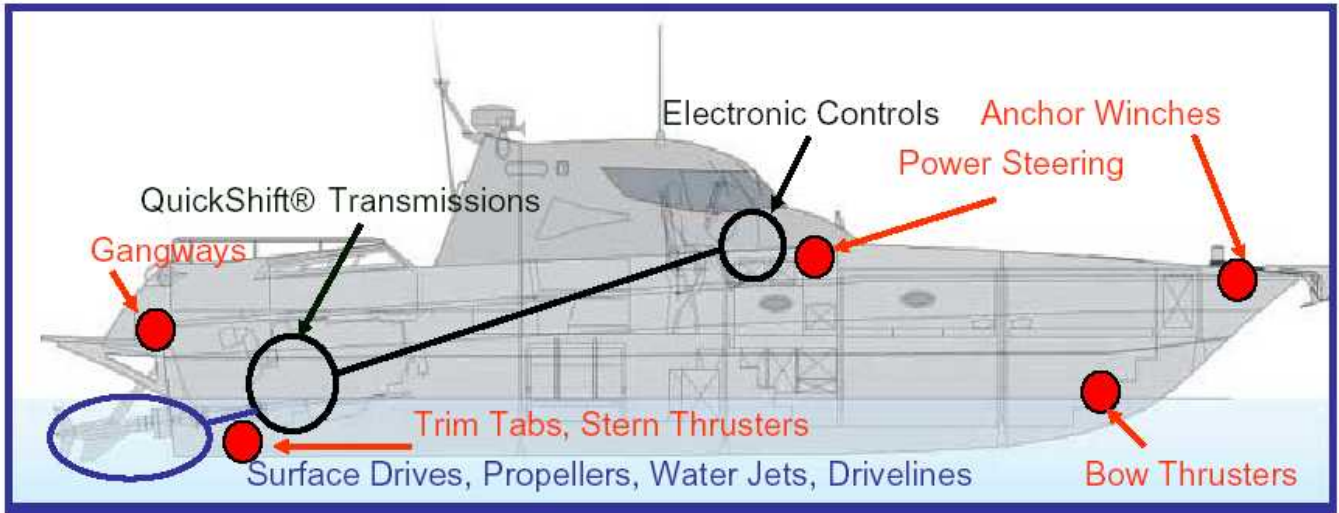 Electronic Controls
Anchor Winches
Power Steering
QuickShift® Transmissions
Gangways
Trim Tabs, Stern Thrusters
Surface Drives, Propellers, Water Jets, Drivelines
Bow Thrusters